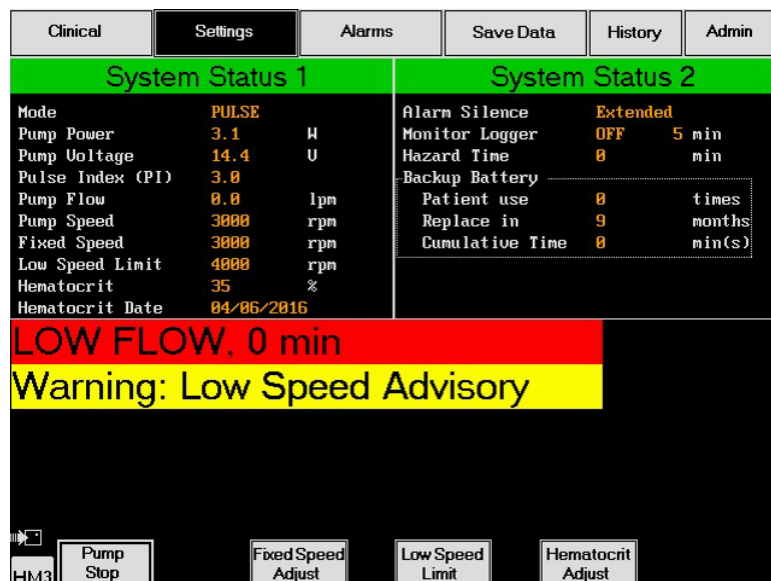 Clinical Settings Alarms Save Data History Admin
System Status 1
Mode PULSE
Pump Power 3.1 W
Pump Voltage 14.4 V
Pulse Index (PI) 3.0
Pump Flow 0.0 lpm
Pump Speed 3000 rpm
Fixed Speed 3000 rpm
Low Speed Limit 4000 rpm
Hematocrit 35 %
Hematocrit Date 04/06/2016
System Status 2
Alarm Silence Extended
Monitor Logger OFF 5 min
Hazard Time 0 min
Backup Battery
Patient use 0 times
Replace in 9 months
Cumulative Time 0 min(s)
LOW FLOW, 0 min
Warning: Low Speed Advisory
HM3
Pump
Stop
Fixed Speed
Adjust
Low Speed
Limit
Hematocrit
Adjust